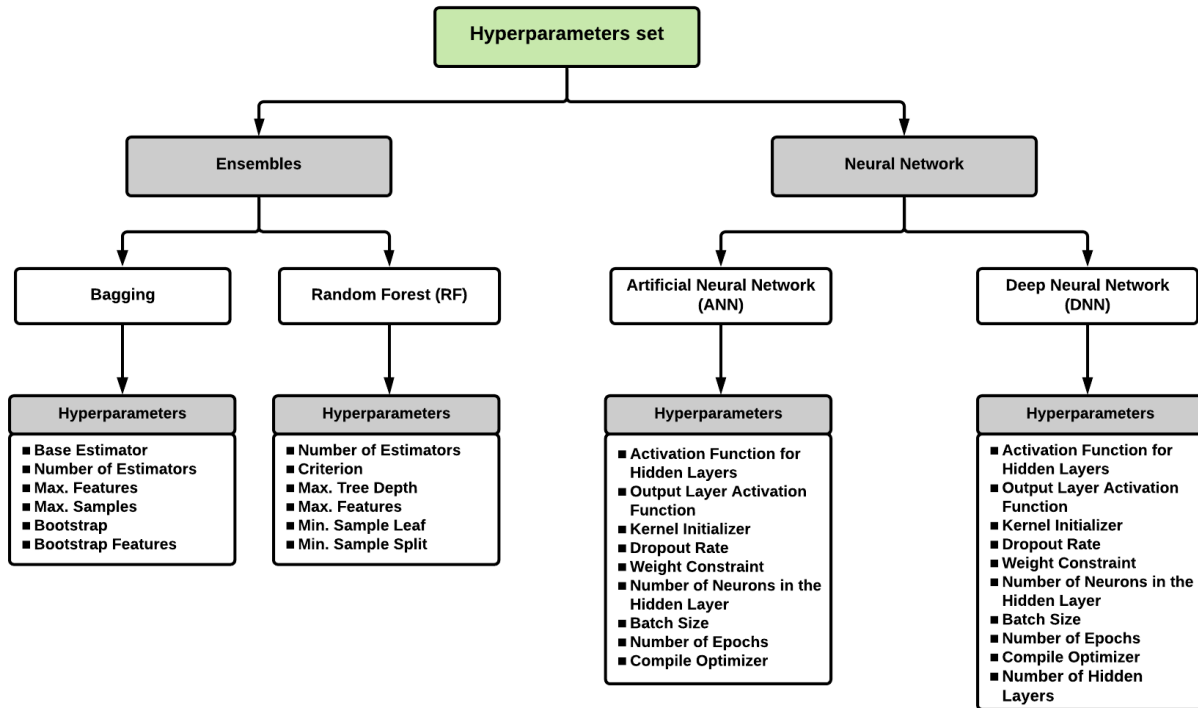 Hyperparameters set
Ensembles
Neural Network
Bagging
Random Forest (RF)
Artificial Neural Network
(ANN)
Deep Neural Network
(DNN)
Hyperparameters
■ Base Estimator
■ Number of Estimators
■ Max. Features
■ Max. Samples
■ Bootstrap
■ Bootstrap Features
Hyperparameters
■ Number of Estimators
■ Criterion
■ Max. Tree Depth
■ Max. Features
■ Min. Sample Leaf
■ Min. Sample Split
Hyperparameters
■ Activation Function for
Hidden Layers
■ Output Layer Activation
Function
■ Kernel Initializer
■ Dropout Rate
■ Weight Constraint
■ Number of Neurons in the
Hidden Layer
■ Batch Size
■ Number of Epochs
■ Compile Optimizer
Hyperparameters
■ Activation Function for
Hidden Layers
■ Output Layer Activation
Function
■ Kernel Initializer
■ Dropout Rate
■ Weight Constraint
■ Number of Neurons in the
Hidden Layer
■ Batch Size
■ Number of Epochs
■ Compile Optimizer
■ Number of Hidden
Layers